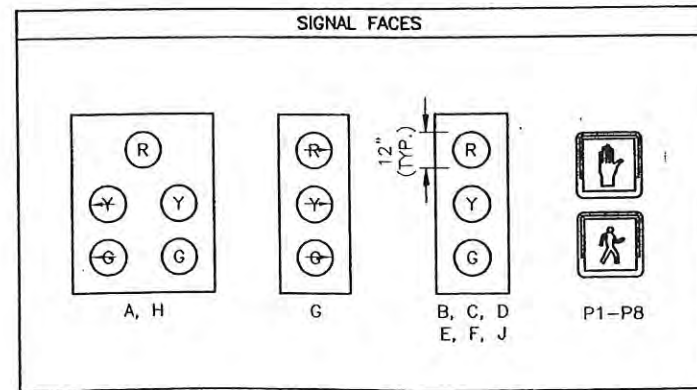 SIGNAL FACES
R
Y Y
G G
A, H
R
Y
G
G
12"
(TYP.)
R
Y
G
B, C, D
E, F, J
P1-P8